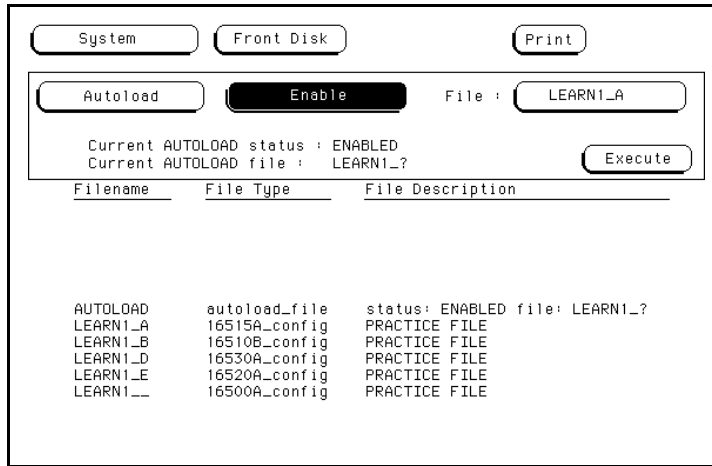 System Front Disk Print
Autoload Enable File : LEARN1_A
Current AUTOLOAD status : ENABLED
Current AUTOLOAD file : LEARN1_?
Execute
Filename File Type File Description
AUTOLOAD autoload_file status: ENABLED file: LEARN1_?
LEARN1_A 16515A_config PRACTICE FILE
LEARN1_B 16510B_config PRACTICE FILE
LEARN1_D 16530A_config PRACTICE FILE
LEARN1_E 16520A_config PRACTICE FILE
LEARN1__ 16500A_config PRACTICE FILE